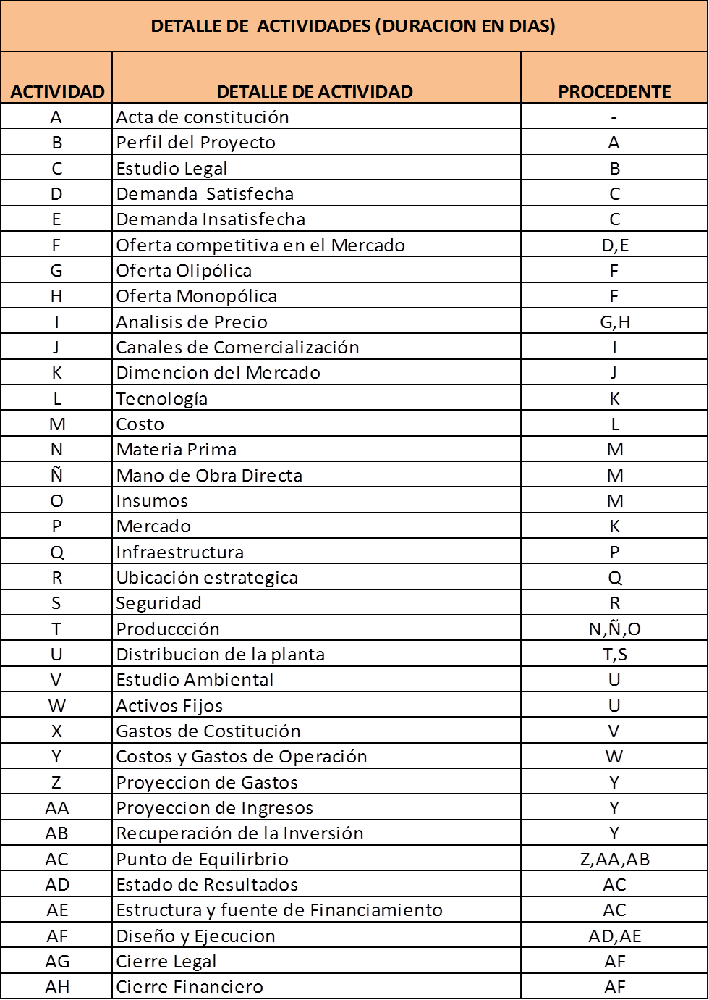 DETALLE DE ACTIVIDADES (DURACION EN DIAS)
ACTIVIDAD DETALLE DE ACTIVIDAD PROCEDENTE
A Acta de constitución -
B Perfil del Proyecto A
C Estudio Legal B
D Demanda Satisfecha C
E Demanda Insatisfecha C
F Oferta competitiva en el Mercado D,E
G Oferta Olipólica F
H Oferta Monopólica F
I Analisis de Precio G,H
J Canales de Comercialización I
K Dimencion del Mercado J
L Tecnología K
M Costo L
N Materia Prima M
Ñ Mano de Obra Directa M
O Insumos M
P Mercado K
Q Infraestructura P
R Ubicación estrategica Q
S Seguridad R
T Produccción N,Ñ,O
U Distribucion de la planta T,S
V Estudio Ambiental U
W Activos Fijos U
X Gastos de Costitución V
Y Costos y Gastos de Operación W
Z Proyeccion de Gastos Y
AA Proyeccion de Ingresos Y
AB Recuperación de la Inversión Y
AC Punto de Equilirbrio Z,AA,AB
AD Estado de Resultados AC
AE Estructura y fuente de Financiamiento AC
AF Diseño y Ejecucion AD,AE
AG Cierre Legal AF
AH Cierre Financiero AF